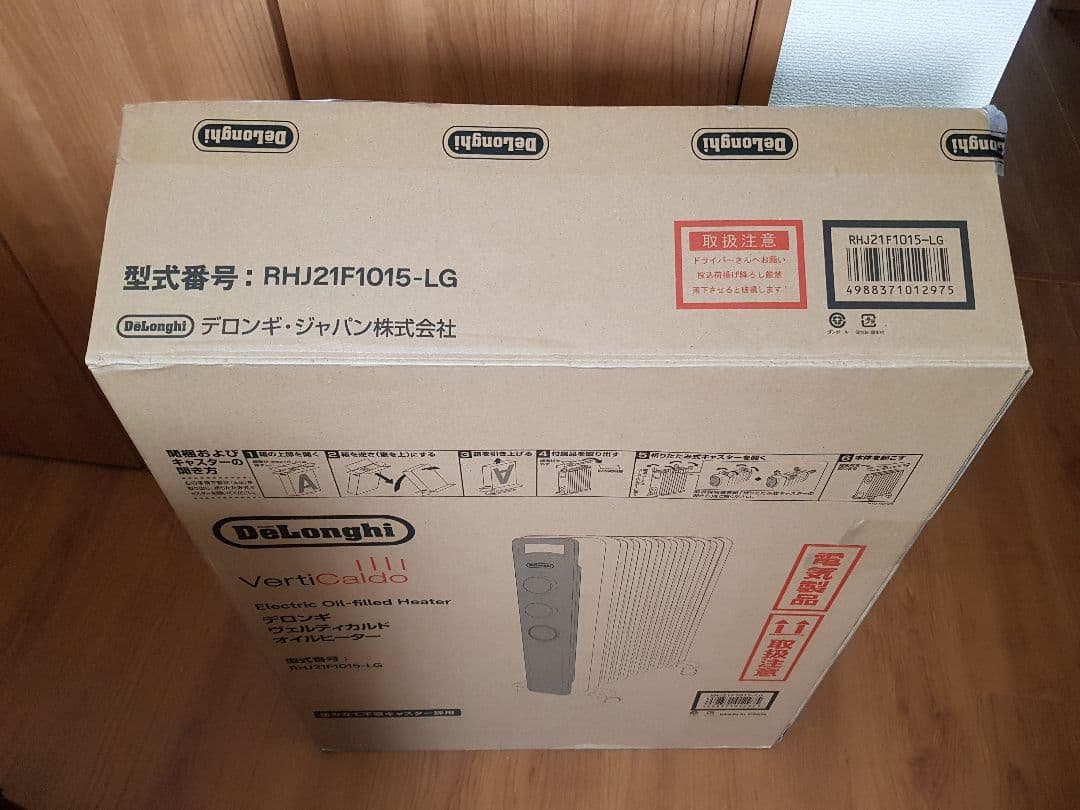 DeLonghi
DeLonghi
DeLonghi
DeLonghi
型式番号：RHJ21F1015-LG
DeLonghi デロンギ・ジャパン株式会社
取扱注意
ドライバーさんへお願い
投込荷揚げ降ろし厳禁
落下させると破損します！
RHJ21F1015-LG
4988371012975
開梱および
キャスターの
開き方
1 箱の上部を開く
2 箱を逆さ(裏を上)にする
3 箱を引き上げる
4 付属品を取り出す
5 折りたたみ式キャスターを開く
6 本体を起こす
A
A
DeLonghi
VertiCaldo
Electric Oil-filled Heater
デロンギ
ヴェルティカルド
オイルヒーター
型式番号：
RHJ21F1015-LG
DeLonghi
電気製品
取扱注意
RHJ21F1015-LG
4988371012975